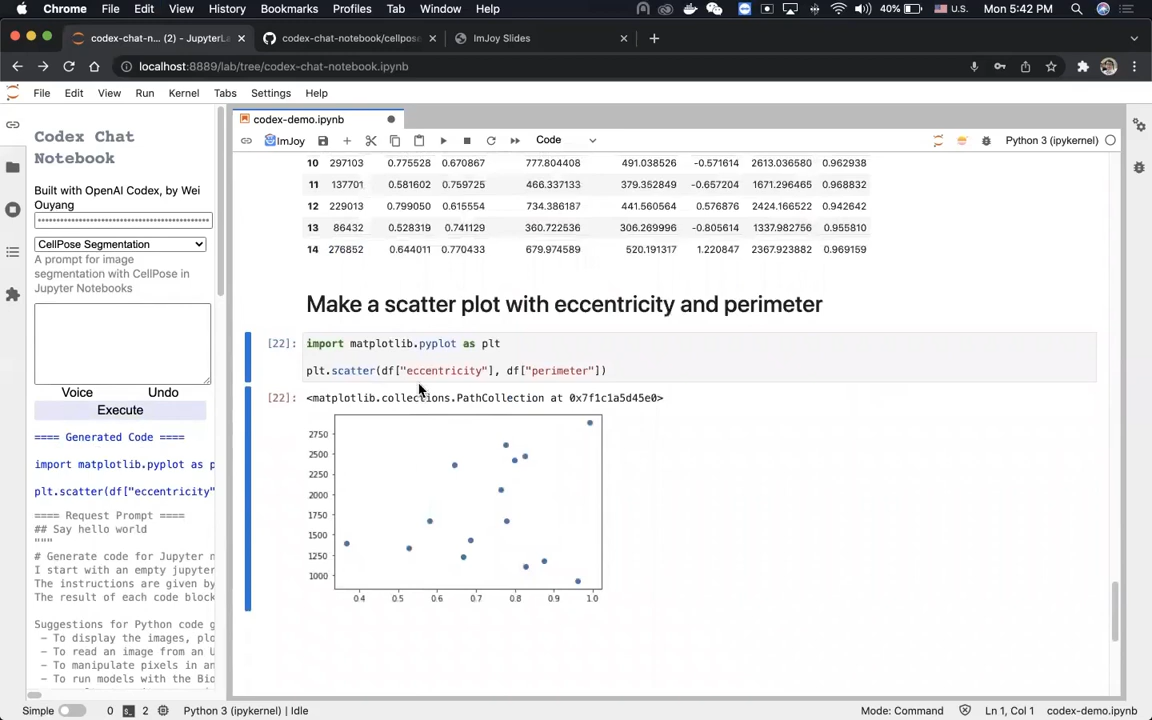 Chrome File Edit View History Bookmarks Profiles Tab Window Help 40% U.S. Mon 5:42 PM
codex-chat-n... (2) - JupyterLa codex-chat-notebook/cellpose ImJoy Slides
localhost:8889/lab/tree/codex-chat-notebook.ipynb
File Edit View Run Kernel Tabs Settings Help
Codex Chat
Notebook
Built with OpenAI Codex, by Wei
Ouyang
CellPose Segmentation
A prompt for image
segmentation with CellPose in
Jupyter Notebooks
Voice Undo
Execute
==== Generated Code ====
import matplotlib.pyplot as p
plt.scatter(df["eccentricity"
==== Request Prompt ====
## Say hello world
"""
# Generate code for Jupyter n
I start with an empty jupyter
The instructions are given by
The result of each code block
Suggestions for Python code g
- To display the images, plo
- To read an image from an U
- To manipulate pixels in an
- To run models with the Bio
codex-demo.ipynb
ImJoy Code Python 3 (ipykernel)
10 297103 0.775528 0.670867 777.804408 491.038526 -0.571614 2613.036580 0.962938
11 137701 0.581602 0.759725 466.337133 379.352849 -0.657204 1671.296465 0.968832
12 229013 0.799050 0.615554 734.386187 441.560564 0.576876 2424.166522 0.942642
13 86432 0.528319 0.741129 360.722536 306.269996 -0.805614 1337.982756 0.955810
14 276852 0.644011 0.770433 679.974589 520.191317 1.220847 2367.923882 0.969159
Make a scatter plot with eccentricity and perimeter
[22]: import matplotlib.pyplot as plt
plt.scatter(df["eccentricity"], df["perimeter"])
[22]: <matplotlib.collections.PathCollection at 0x7f1c1a5d45e0>
2750
2500
2250
2000
1750
1500
1250
1000
0.4 0.5 0.6 0.7 0.8 0.9 1.0
Simple 0 2 Python 3 (ipykernel) | Idle Mode: Command Ln 1, Col 1 codex-demo.ipynb